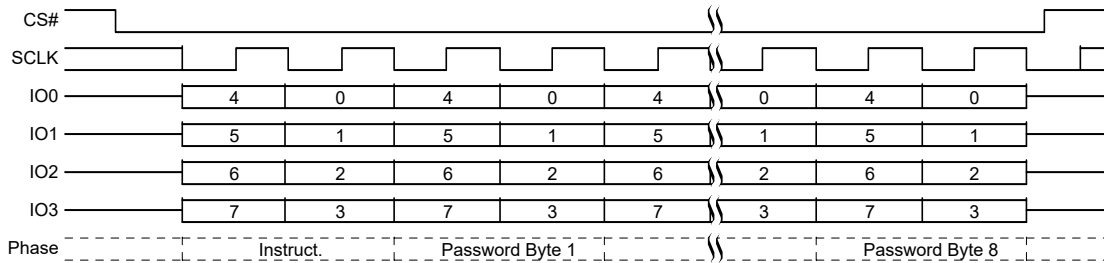 CS#
SCLK
IO0 4 0 4 0 4 0 4 0
IO1 5 1 5 1 5 1 5 1
IO2 6 2 6 2 6 2 6 2
IO3 7 3 7 3 7 3 7 3
Phase Instruct. Password Byte 1 Password Byte 8